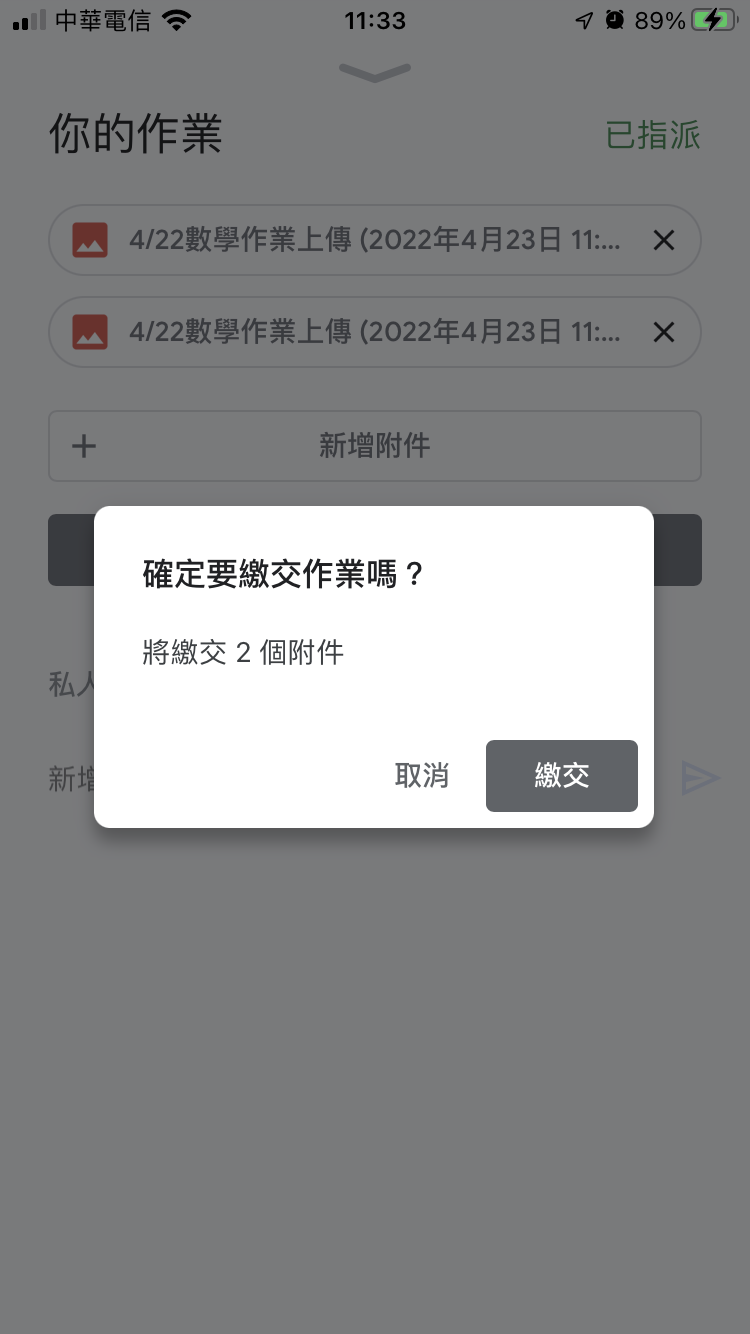 中華電信 11:33 89%
你的作業 已指派
4/22數學作業上傳 (2022年4月23日 11:...
4/22數學作業上傳 (2022年4月23日 11:...
新增附件
確定要繳交作業嗎？
將繳交 2 個附件
私人
取消 繳交
新增